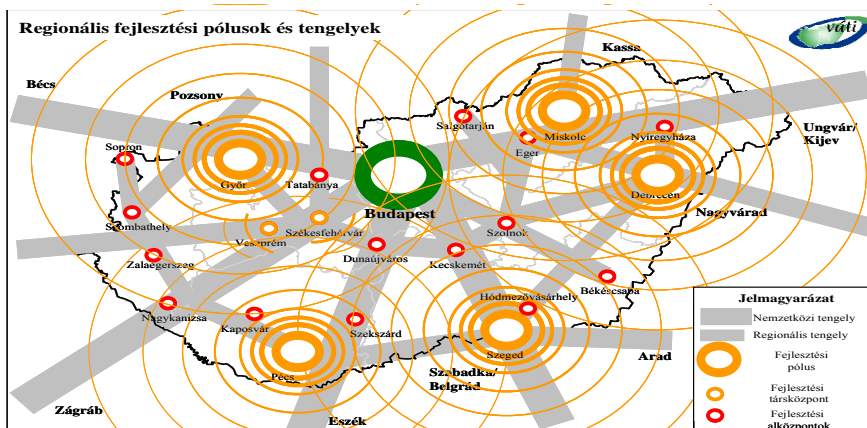 Regionális fejlesztési pólusok és tengelyek
váti
Kassa
Bécs
Pozsony
Salgótarján
Miskolc
Nyíregyháza
Ungvár/
Kijev
Sopron
Eger
Győr
Tatabánya
Debrecen
Budapest
Nagyvárad
Szombathely
Székesfehérvár
Szolnok
Veszprém
Zalaegerszeg
Dunaújváros
Kecskemét
Békéscsaba
Hódmezővásárhely
Nagykanizsa
Kaposvár
Szekszárd
Szeged
Arad
Pécs
Szabadka/
Belgrád
Zágráb
Eszék
Jelmagyarázat
Nemzetközi tengely
Regionális tengely
Fejlesztési
pólus
Fejlesztési
társközpont
Fejlesztési
alközpontok